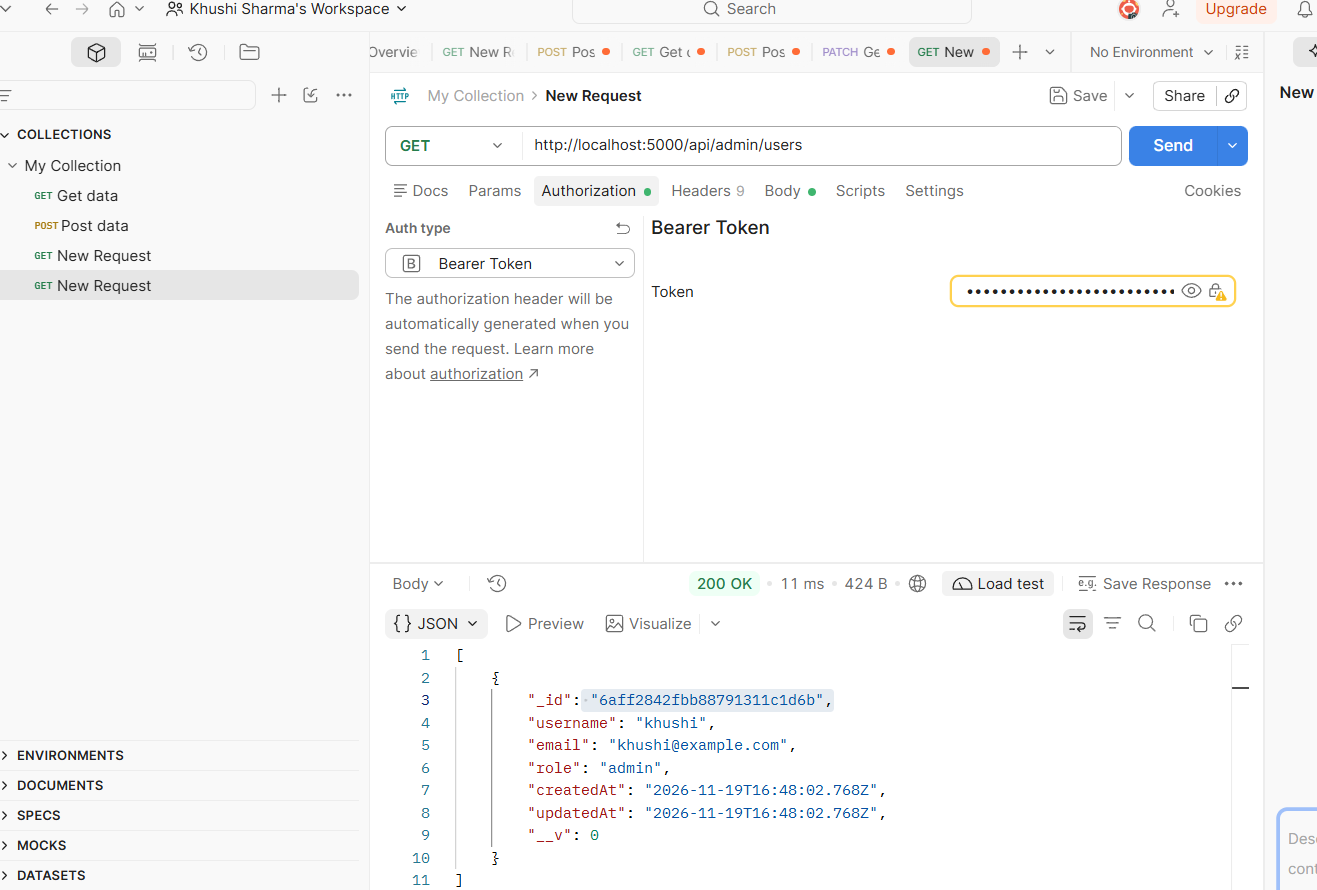 Khushi Sharma's Workspace
Search
Upgrade
Overvie
GET New R
POST Pos
GET Get
POST Pos
PATCH Ge
GET New
No Environment
HTTP My Collection > New Request
Save
Share
New
COLLECTIONS
My Collection
GET Get data
POST Post data
GET New Request
GET New Request
GET
http://localhost:5000/api/admin/users
Send
Docs
Params
Authorization
Headers 9
Body
Scripts
Settings
Cookies
Auth type
B Bearer Token
The authorization header will be
automatically generated when you
send the request. Learn more
about authorization ↗
Bearer Token
Token
Body
200 OK
11 ms
424 B
Load test
e.g. Save Response
{} JSON
Preview
Visualize
1 [
2 {
3 "_id": "6aff2842fbb88791311c1d6b",
4 "username": "khushi",
5 "email": "khushi@example.com",
6 "role": "admin",
7 "createdAt": "2026-11-19T16:48:02.768Z",
8 "updatedAt": "2026-11-19T16:48:02.768Z",
9 "__v": 0
10 }
11 ]
ENVIRONMENTS
DOCUMENTS
SPECS
MOCKS
DATASETS
Desc
cont